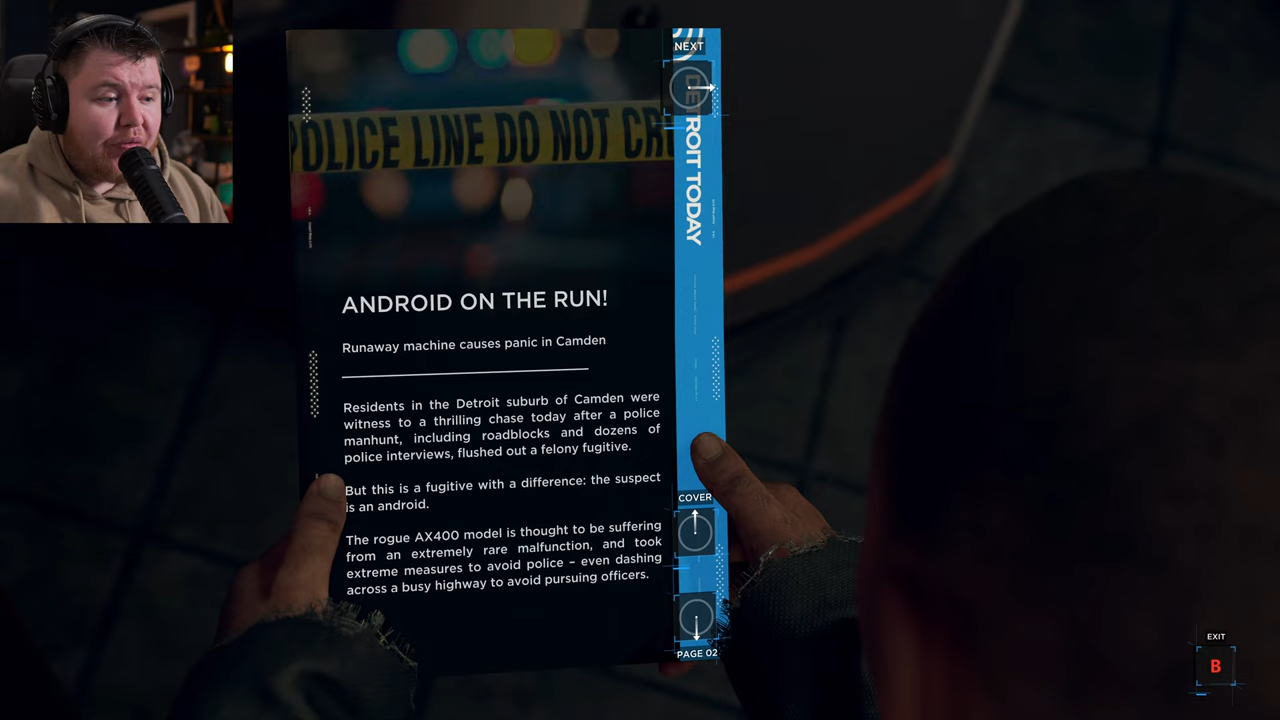 NEXT
POLICE LINE DO NOT CR
DETROIT TODAY
ANDROID ON THE RUN!
Runaway machine causes panic in Camden
Residents in the Detroit suburb of Camden were
witness to a thrilling chase today after a police
manhunt, including roadblocks and dozens of
police interviews, flushed out a felony fugitive.
But this is a fugitive with a difference: the suspect
is an android.
The rogue AX400 model is thought to be suffering
from an extremely rare malfunction, and took
extreme measures to avoid police – even dashing
across a busy highway to avoid pursuing officers.
COVER
PAGE 02
EXIT
B